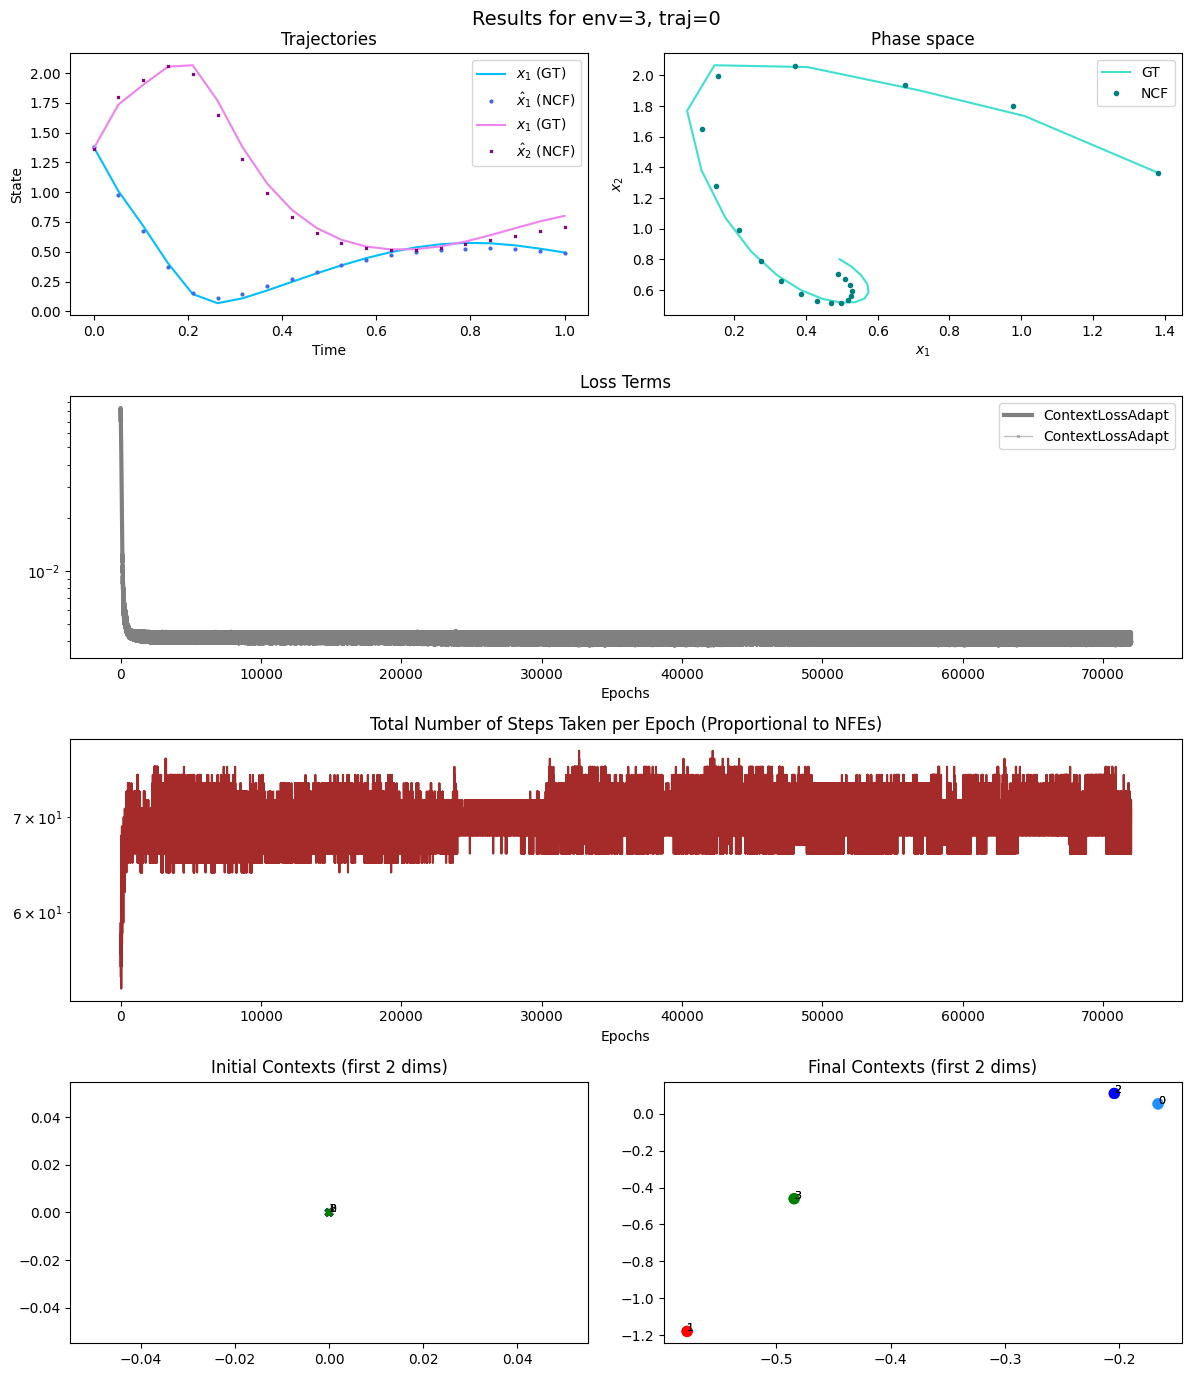 Results for env=3, traj=0
Trajectories
State
2.00
1.75
1.50
1.25
1.00
0.75
0.50
0.25
0.00
x₁ (GT)
x̂₁ (NCF)
x₁ (GT)
x̂₂ (NCF)
0.0 0.2 0.4 0.6 0.8 1.0
Time
Phase space
x₂
2.0
1.8
1.6
1.4
1.2
1.0
0.8
0.6
GT
NCF
0.2 0.4 0.6 0.8 1.0 1.2 1.4
x₁
Loss Terms
10⁻²
ContextLossAdapt
ContextLossAdapt
0 10000 20000 30000 40000 50000 60000 70000
Epochs
Total Number of Steps Taken per Epoch (Proportional to NFEs)
7 × 10¹
6 × 10¹
0 10000 20000 30000 40000 50000 60000 70000
Epochs
Initial Contexts (first 2 dims)
0.04
0.02
0.00
−0.02
−0.04
−0.04 −0.02 0.00 0.02 0.04
Final Contexts (first 2 dims)
0.0
−0.2
−0.4
−0.6
−0.8
−1.0
−1.2
2
0
3
1
−0.5 −0.4 −0.3 −0.2